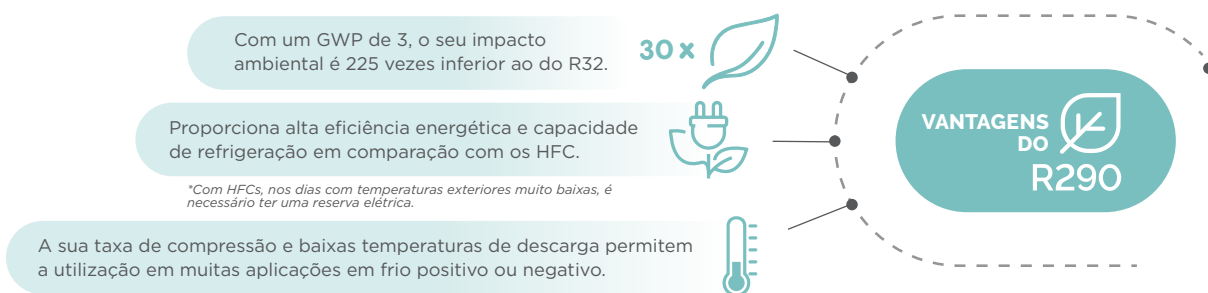 Com um GWP de 3, o seu impacto
ambiental é 225 vezes inferior ao do R32.
30 x
Proporciona alta eficiência energética e capacidade
de refrigeração em comparação com os HFC.
*Com HFCs, nos dias com temperaturas exteriores muito baixas, é
necessário ter uma reserva elétrica.
A sua taxa de compressão e baixas temperaturas de descarga permitem
a utilização em muitas aplicações em frio positivo ou negativo.
VANTAGENS
DO
R290